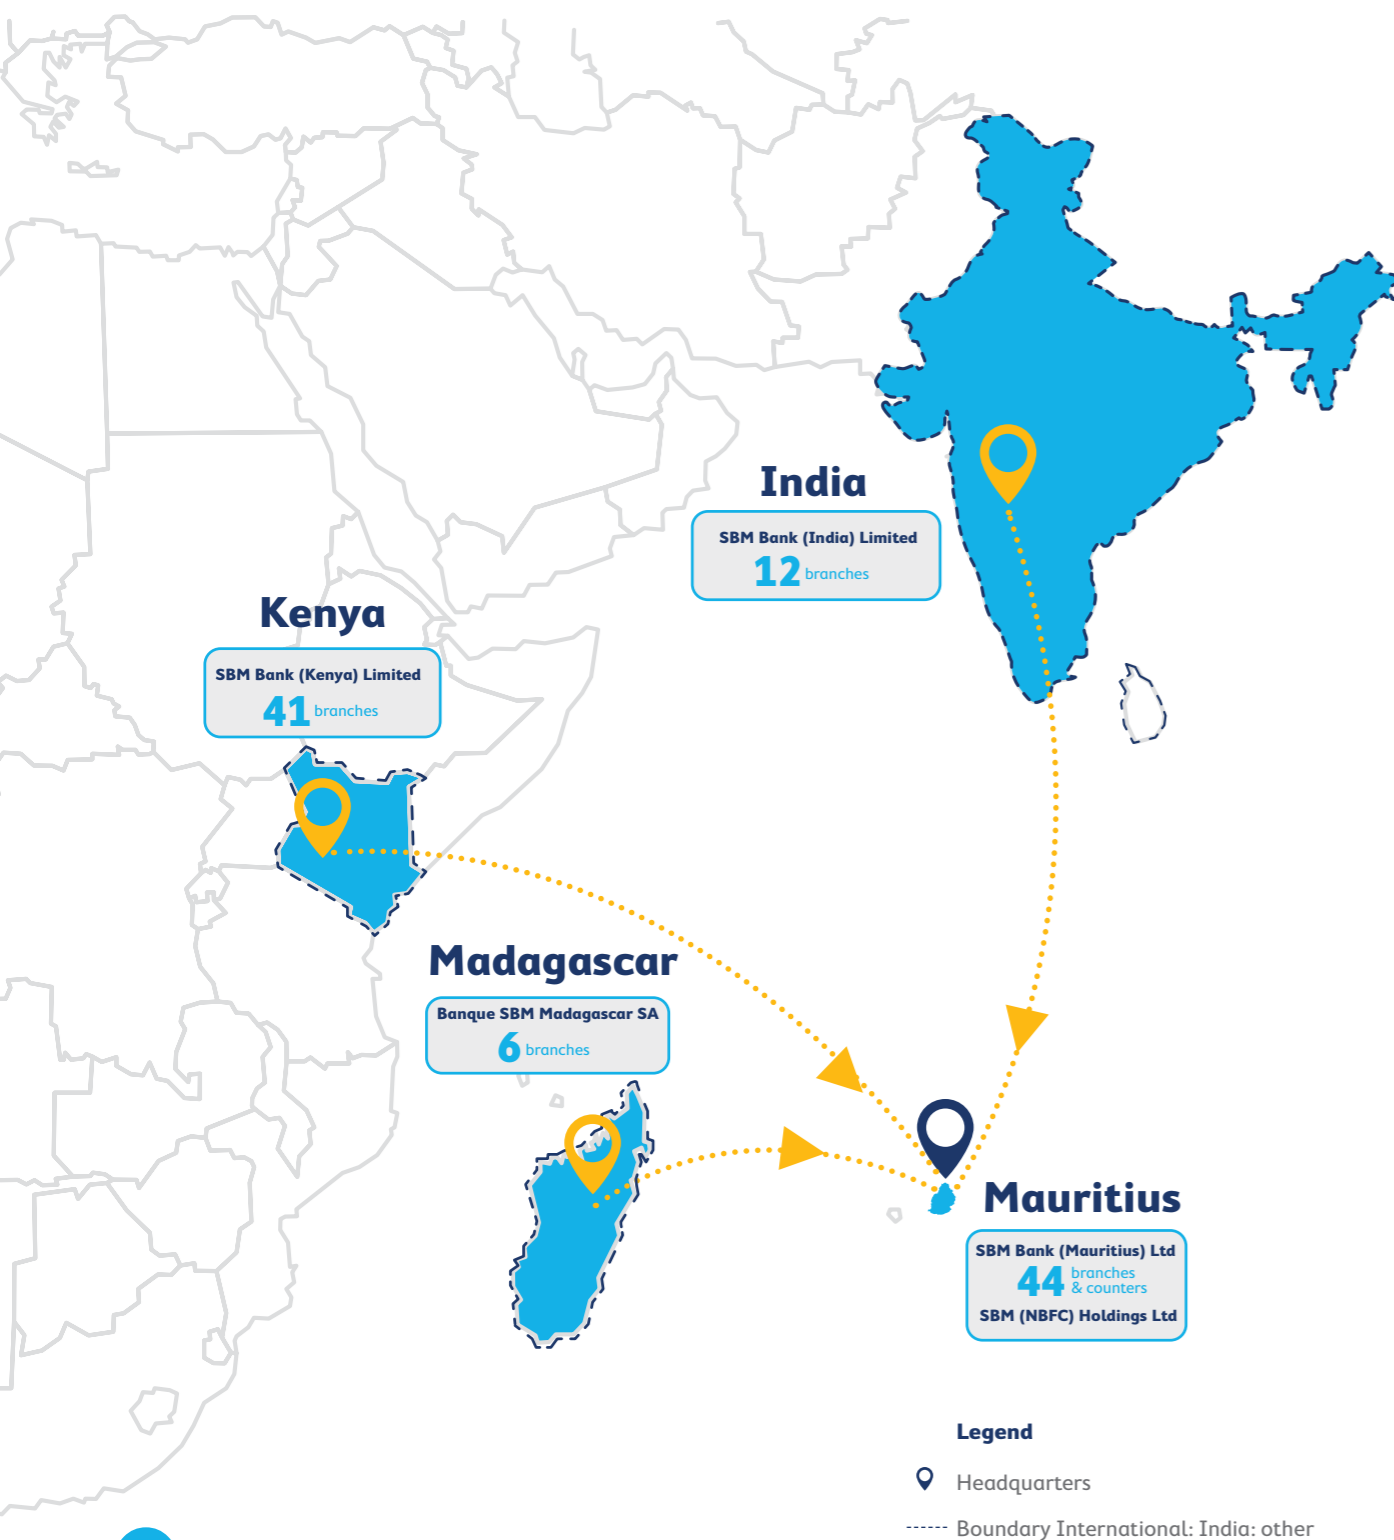 India
SBM Bank (India) Limited
12 branches
Kenya
SBM Bank (Kenya) Limited
41 branches
Madagascar
Banque SBM Madagascar SA
6 branches
Mauritius
SBM Bank (Mauritius) Ltd
44 branches
& counters
SBM (NBFC) Holdings Ltd
Legend
Headquarters
Boundary International: India: other